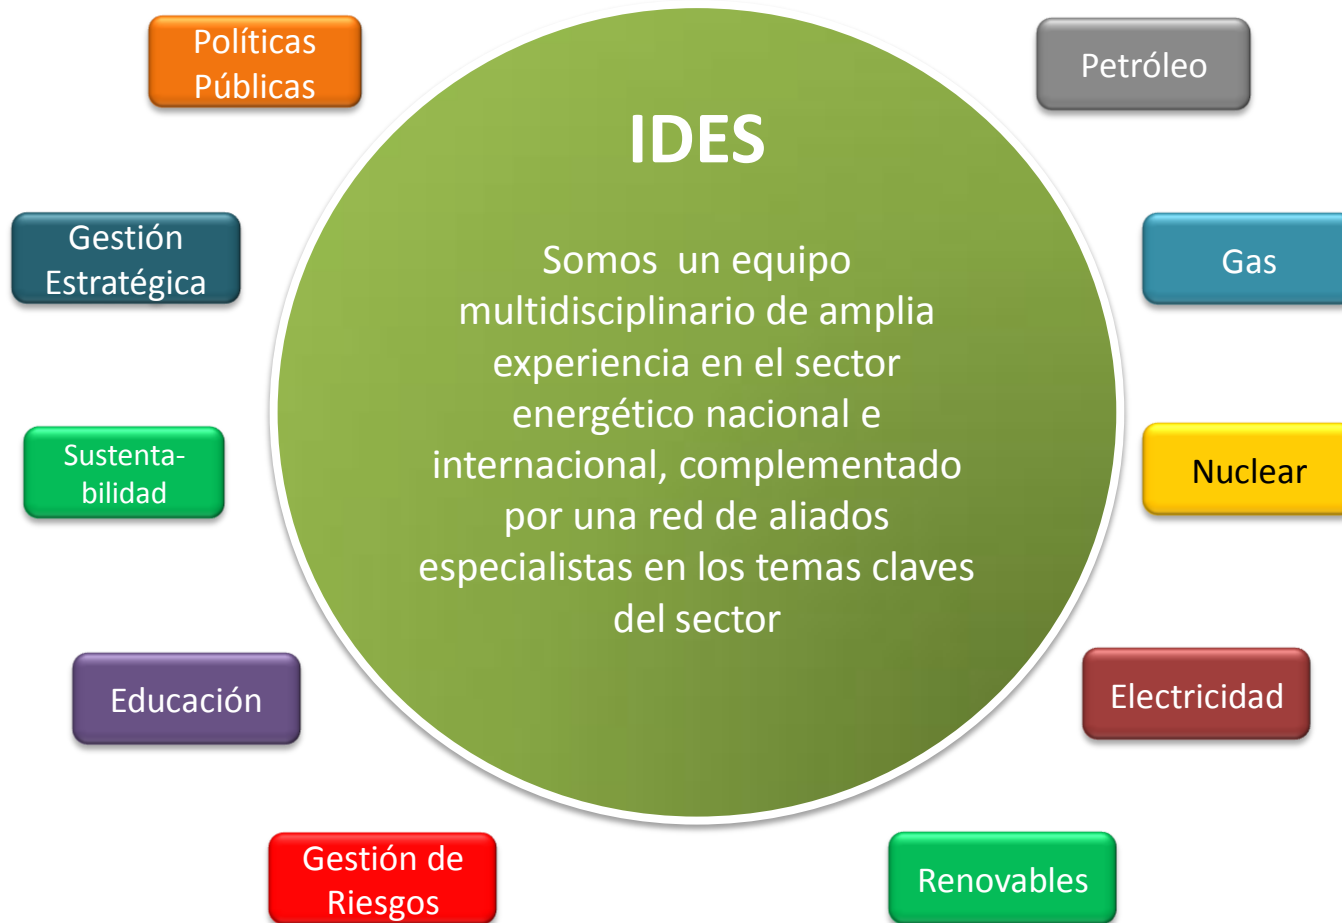 Políticas
Públicas
Petróleo
IDES
Gestión
Estratégica
Somos un equipo
multidisciplinario de amplia
experiencia en el sector
energético nacional e
internacional, complementado
por una red de aliados
especialistas en los temas claves
del sector
Gas
Sustenta-
bilidad
Nuclear
Educación
Electricidad
Gestión de
Riesgos
Renovables